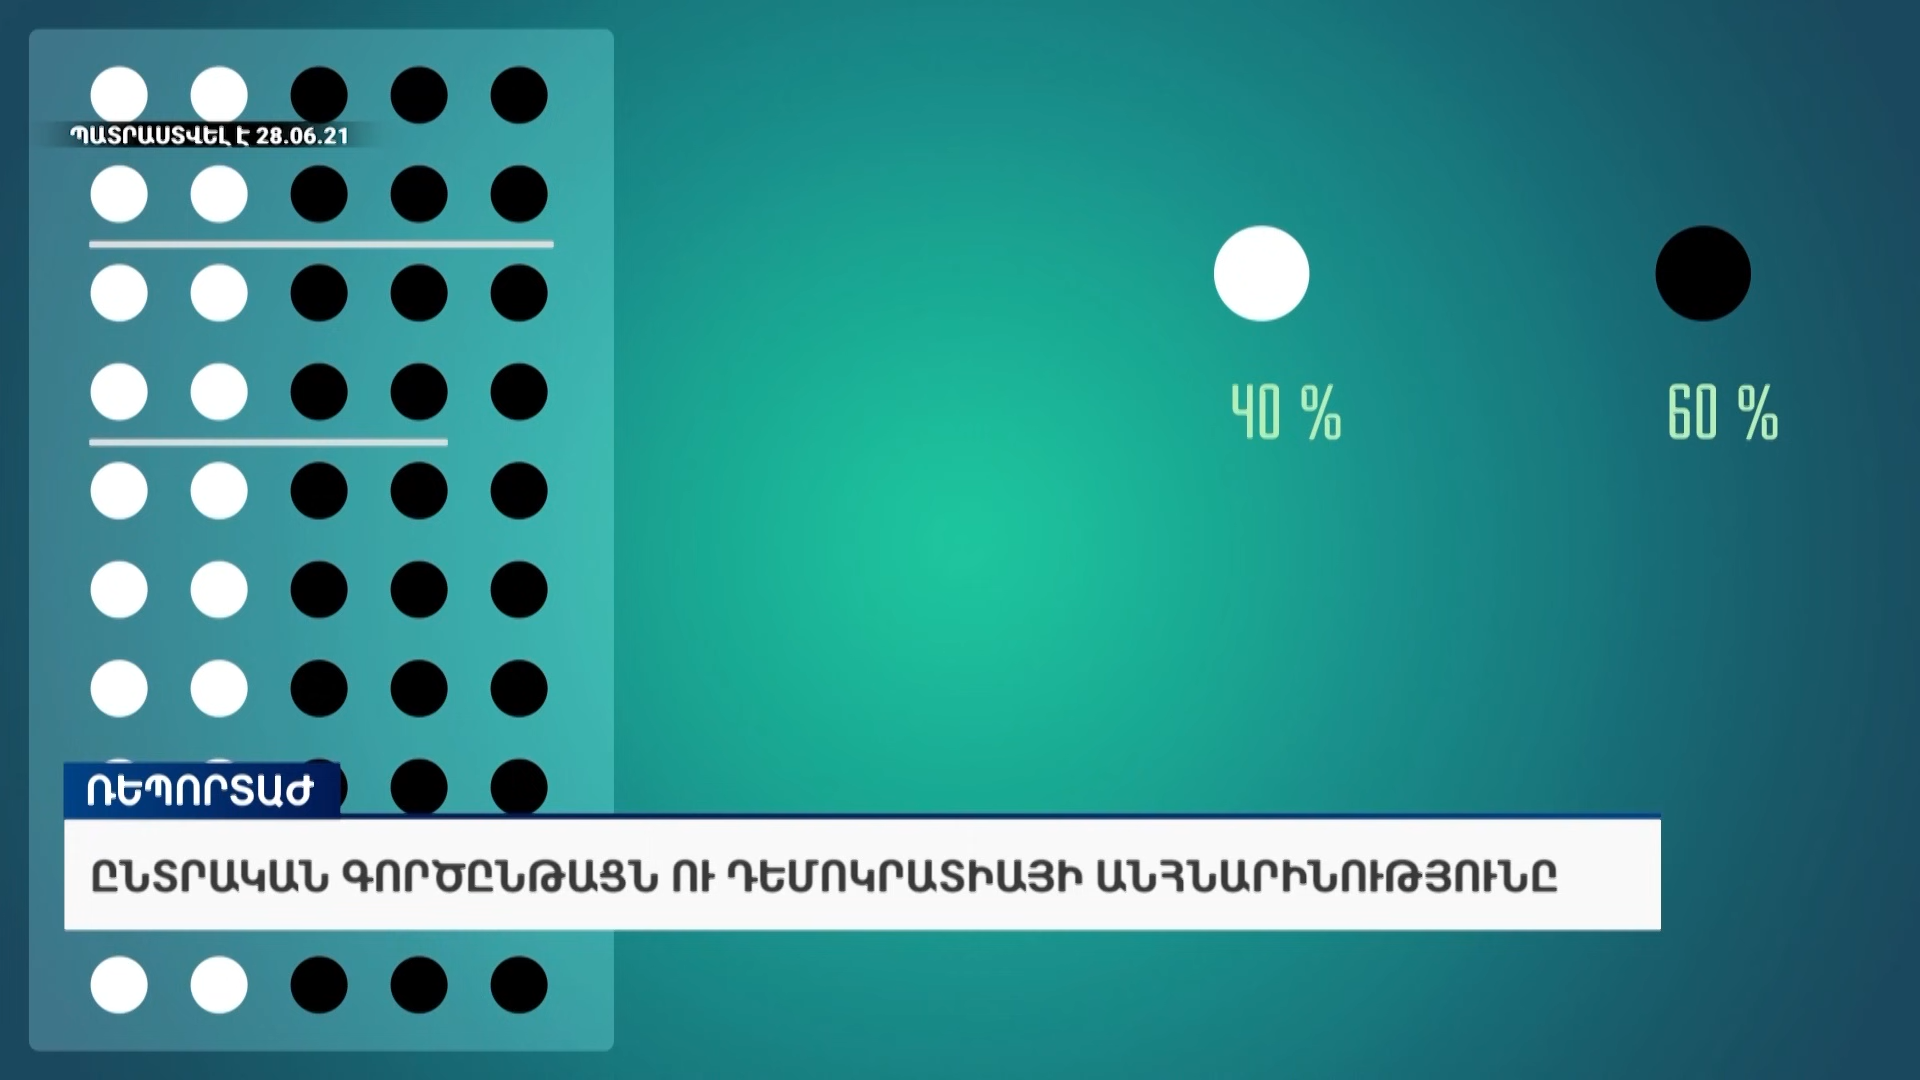 ՊԱՏՐԱՍՏՎԵԼ Է 28.06.21
40 %
60 %
ՌԵՊՈՐՏԱԺ
ԸՆՏՐԱԿԱՆ ԳՈՐԾԸՆԹԱՑՆ ՈՒ ԴԵՄՈԿՐԱՏԻԱՅԻ ԱՆՀՆԱՐԻՆՈՒԹՅՈՒՆԸ